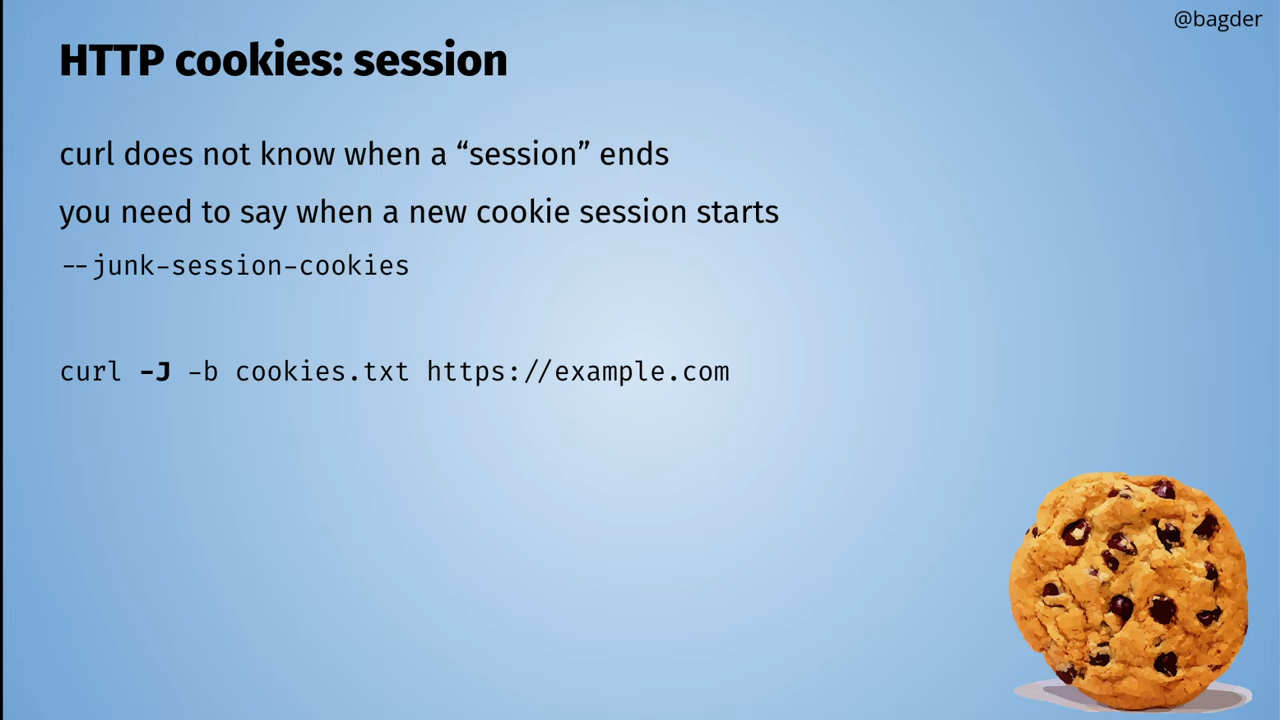 @bagder
HTTP cookies: session
curl does not know when a “session” ends
you need to say when a new cookie session starts
--junk-session-cookies
curl -J -b cookies.txt https://example.com